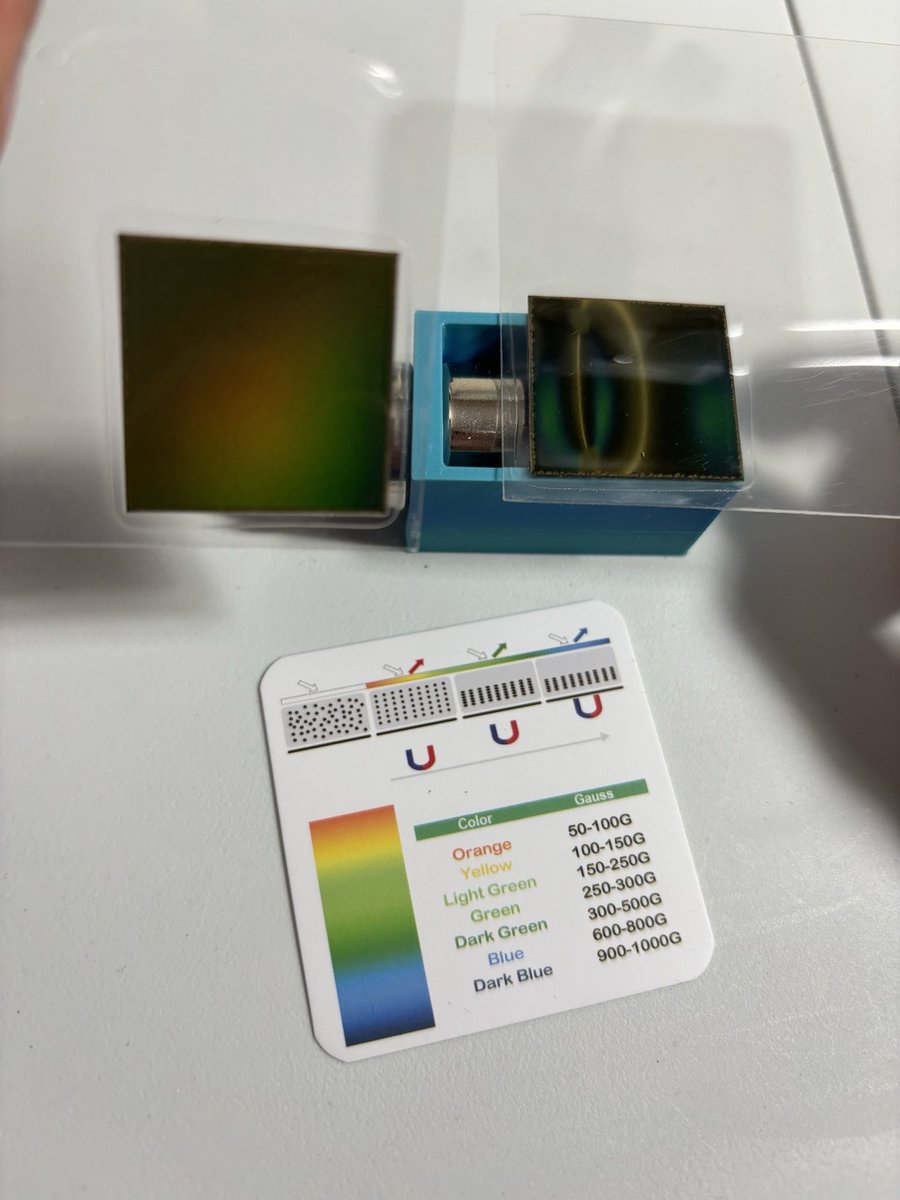 Color Gauss
Orange 50-100G
Yellow 100-150G
Light Green 150-250G
Green 250-300G
Dark Green 300-500G
Blue 600-800G
Dark Blue 900-1000G